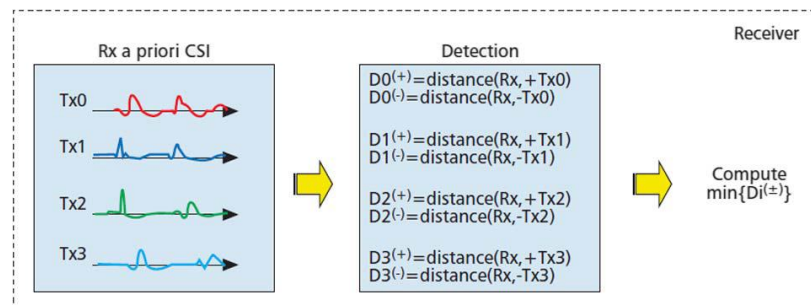 Receiver
Rx a priori CSI
Tx0
Tx1
Tx2
Tx3
Detection
D0(+)=distance(Rx,+Tx0)
D0(-)=distance(Rx,-Tx0)
D1(+)=distance(Rx,+Tx1)
D1(-)=distance(Rx,-Tx1)
D2(+)=distance(Rx,+Tx2)
D2(-)=distance(Rx,-Tx2)
D3(+)=distance(Rx,+Tx3)
D3(-)=distance(Rx,-Tx3)
Compute
min{Di(±)}